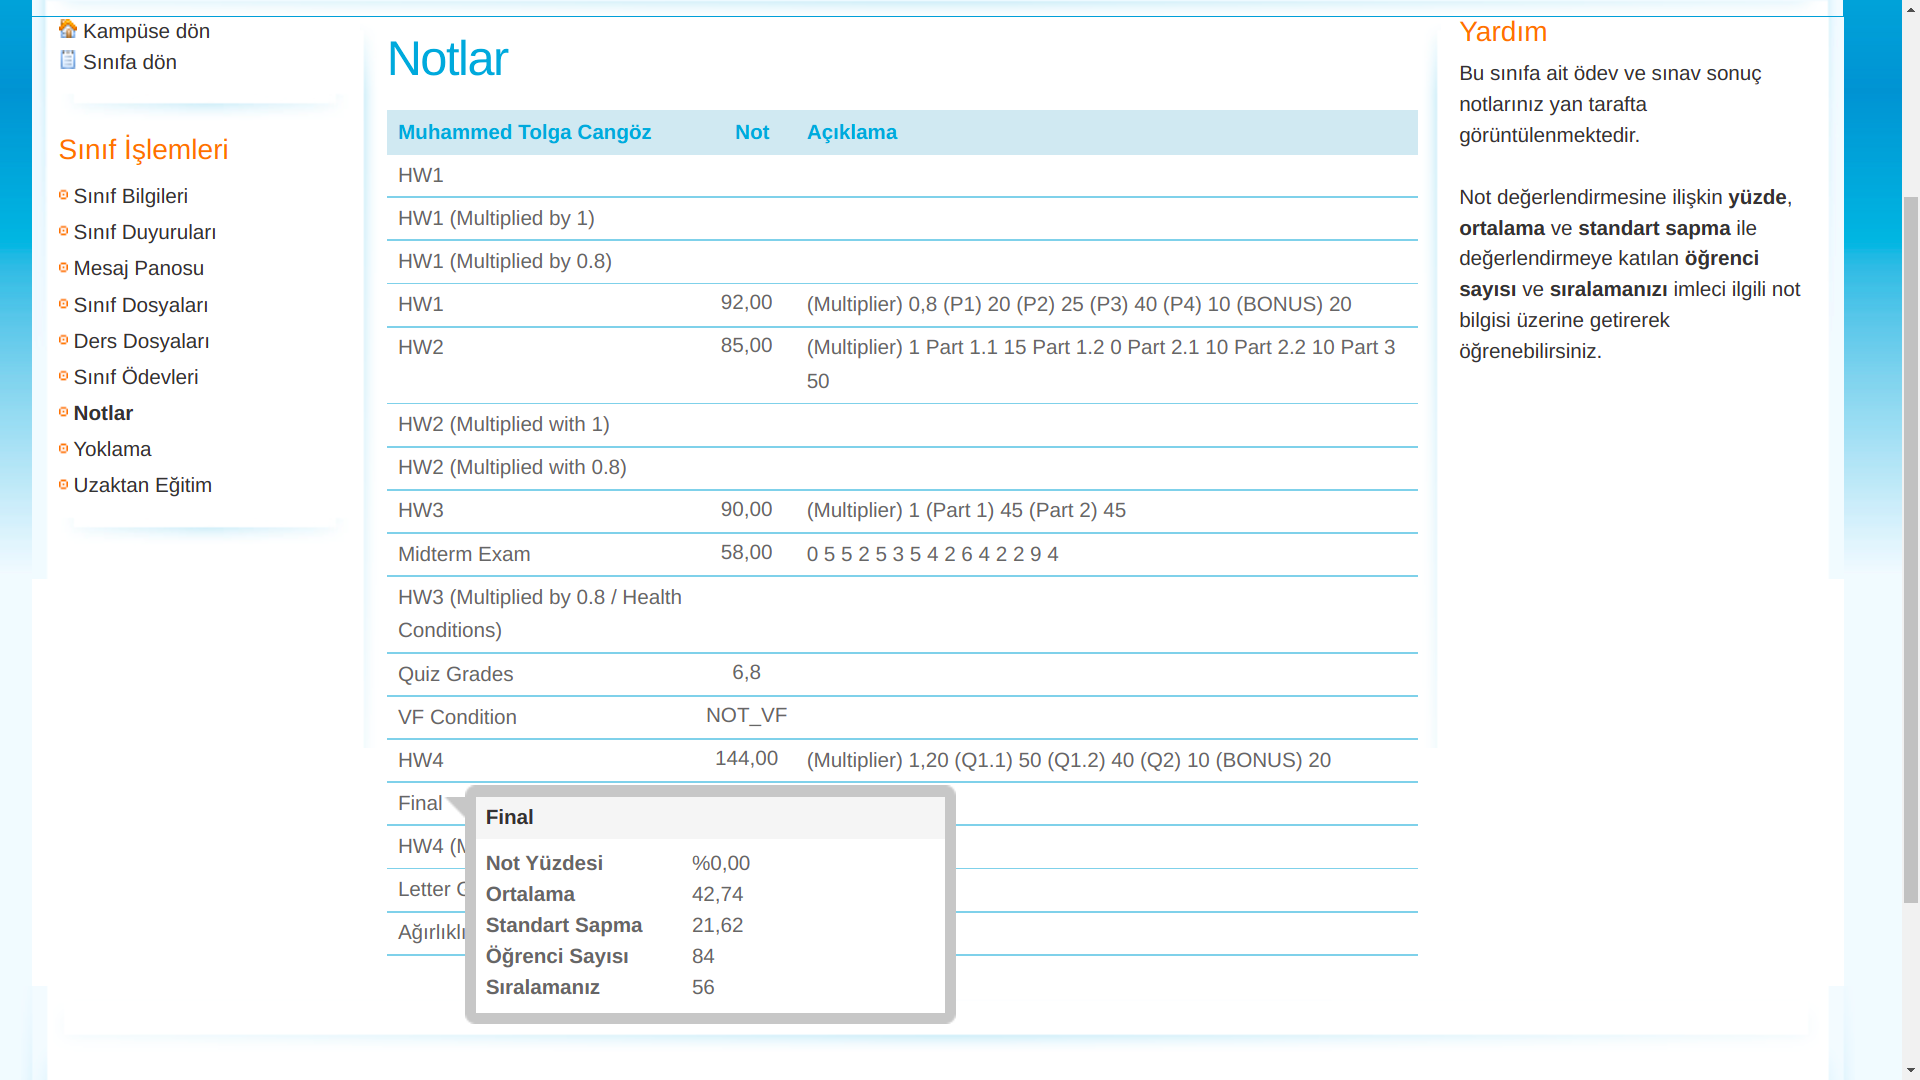 Kampüse dön
Sınıfa dön
Sınıf İşlemleri
Sınıf Bilgileri
Sınıf Duyuruları
Mesaj Panosu
Sınıf Dosyaları
Ders Dosyaları
Sınıf Ödevleri
Notlar
Yoklama
Uzaktan Eğitim
Notlar
Muhammed Tolga Cangöz Not Açıklama
HW1
HW1 (Multiplied by 1)
HW1 (Multiplied by 0.8)
HW1 92,00 (Multiplier) 0,8 (P1) 20 (P2) 25 (P3) 40 (P4) 10 (BONUS) 20
HW2 85,00 (Multiplier) 1 Part 1.1 15 Part 1.2 0 Part 2.1 10 Part 2.2 10 Part 3
50
HW2 (Multiplied with 1)
HW2 (Multiplied with 0.8)
HW3 90,00 (Multiplier) 1 (Part 1) 45 (Part 2) 45
Midterm Exam 58,00 0 5 5 2 5 3 5 4 2 6 4 2 2 9 4
HW3 (Multiplied by 0.8 / Health
Conditions)
Quiz Grades 6,8
VF Condition NOT_VF
HW4 144,00 (Multiplier) 1,20 (Q1.1) 50 (Q1.2) 40 (Q2) 10 (BONUS) 20
Final
HW4
Letter
Ağırlıklı
Final
Not Yüzdesi %0,00
Ortalama 42,74
Standart Sapma 21,62
Öğrenci Sayısı 84
Sıralamanız 56
Yardım
Bu sınıfa ait ödev ve sınav sonuç
notlarınız yan tarafta
görüntülenmektedir.
Not değerlendirmesine ilişkin yüzde,
ortalama ve standart sapma ile
değerlendirmeye katılan öğrenci
sayısı ve sıralamanızı imleci ilgili not
bilgisi üzerine getirerek
öğrenebilirsiniz.